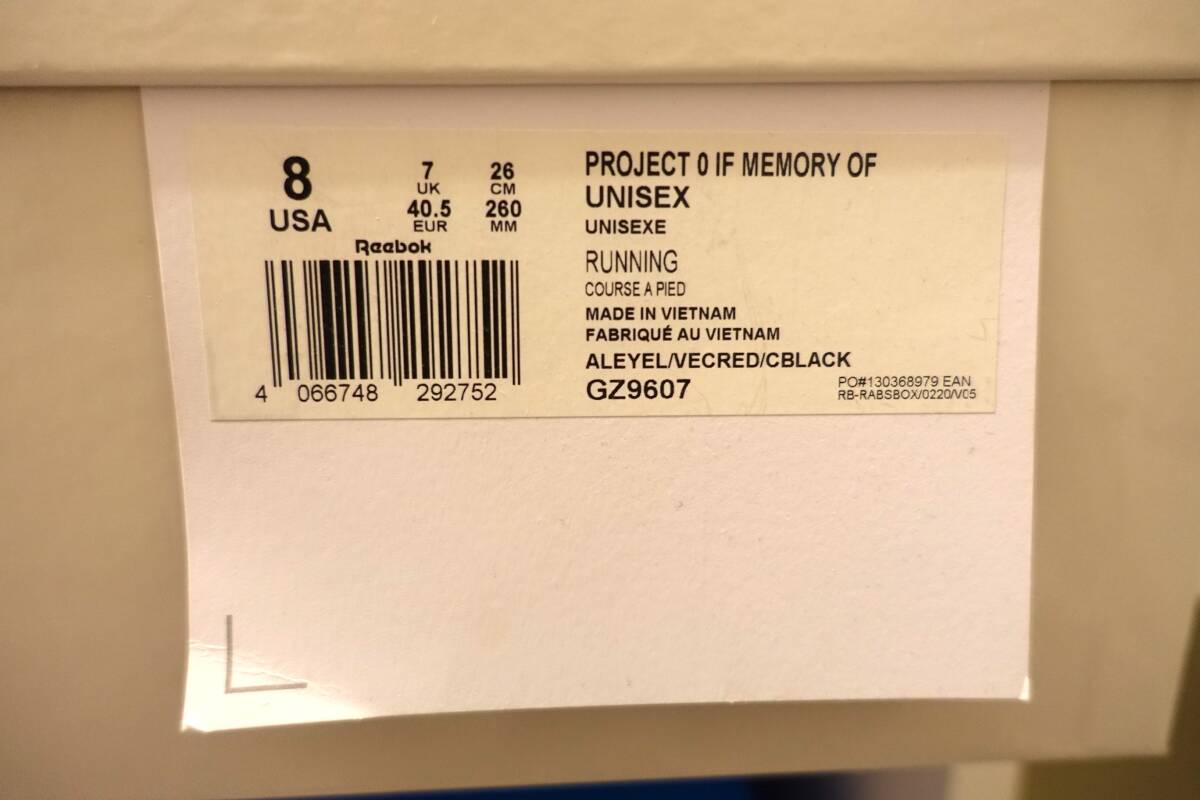 8
USA
7
UK
40.5
EUR
26
CM
260
MM
Reebok
4 066748 292752
PROJECT 0 IF MEMORY OF
UNISEX
UNISEXE
RUNNING
COURSE A PIED
MADE IN VIETNAM
FABRIQUÉ AU VIETNAM
ALEYEL/VECRED/CBLACK
GZ9607
PO#130368979 EAN
RB-RABSBOX/0220/V05